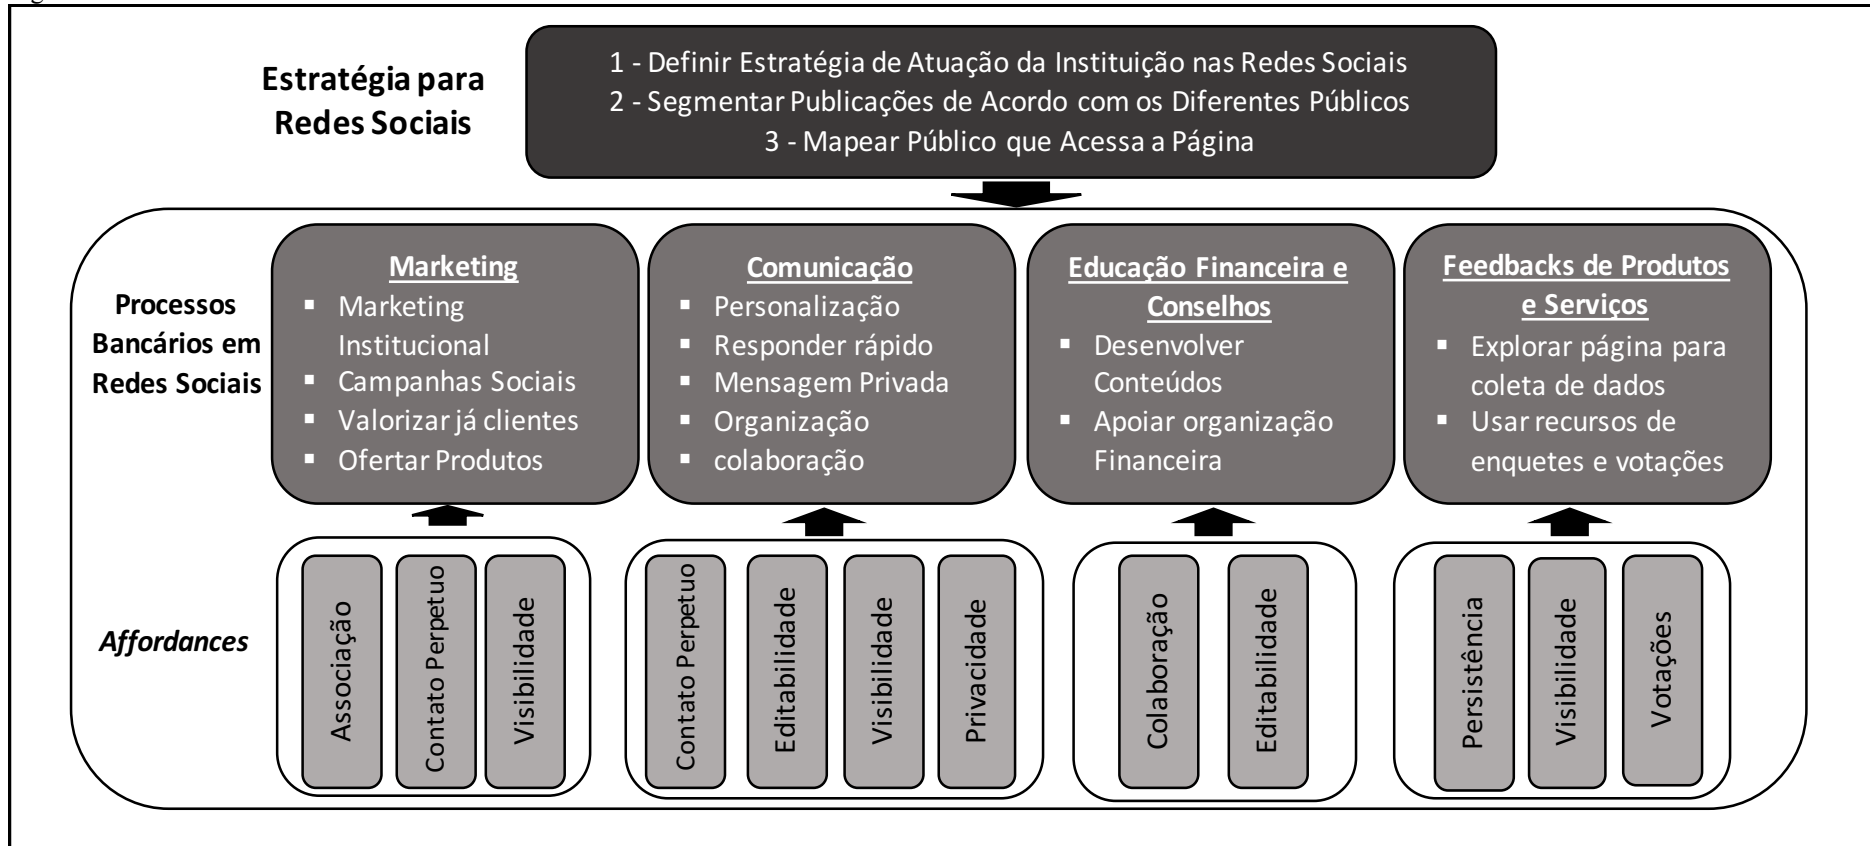 Estratégia para
Redes Sociais
1 - Definir Estratégia de Atuação da Instituição nas Redes Sociais
2 - Segmentar Publicações de Acordo com os Diferentes Públicos
3 - Mapear Público que Acessa a Página
Processos
Bancários em
Redes Sociais
Marketing
▪ Marketing
Institucional
▪ Campanhas Sociais
▪ Valorizar já clientes
▪ Ofertar Produtos
Comunicação
▪ Personalização
▪ Responder rápido
▪ Mensagem Privada
▪ Organização
▪ colaboração
Educação Financeira e
Conselhos
▪ Desenvolver
Conteúdos
▪ Apoiar organização
Financeira
Feedbacks de Produtos
e Serviços
▪ Explorar página para
coleta de dados
▪ Usar recursos de
enquetes e votações
Affordances
Associação
Contato Perpetuo
Visibilidade
Contato Perpetuo
Editabilidade
Visibilidade
Privacidade
Colaboração
Editabilidade
Persistência
Visibilidade
Votações